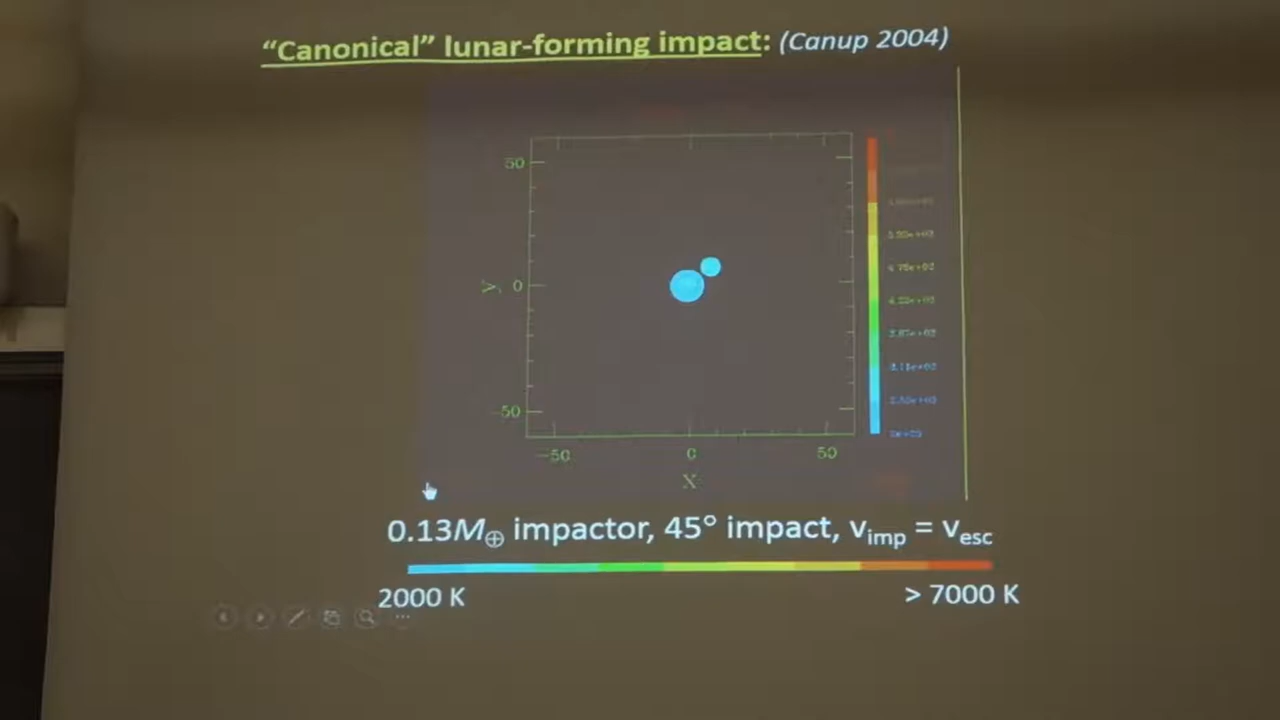 “Canonical” lunar-forming impact: (Canup 2004)
50
Y
0
-50
-50 0 50
X
0.13M⊕ impactor, 45° impact, vimp = vesc
2000 K > 7000 K